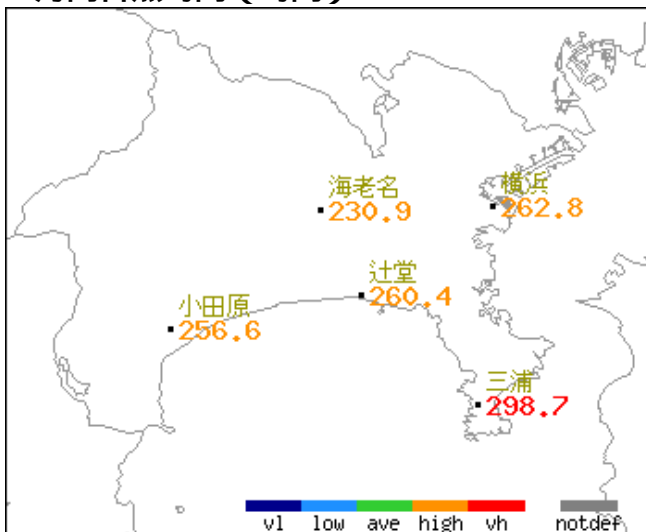 海老名
230.9
横浜
262.8
辻堂
260.4
小田原
256.6
三浦
298.7
vl low ave high vh notdef